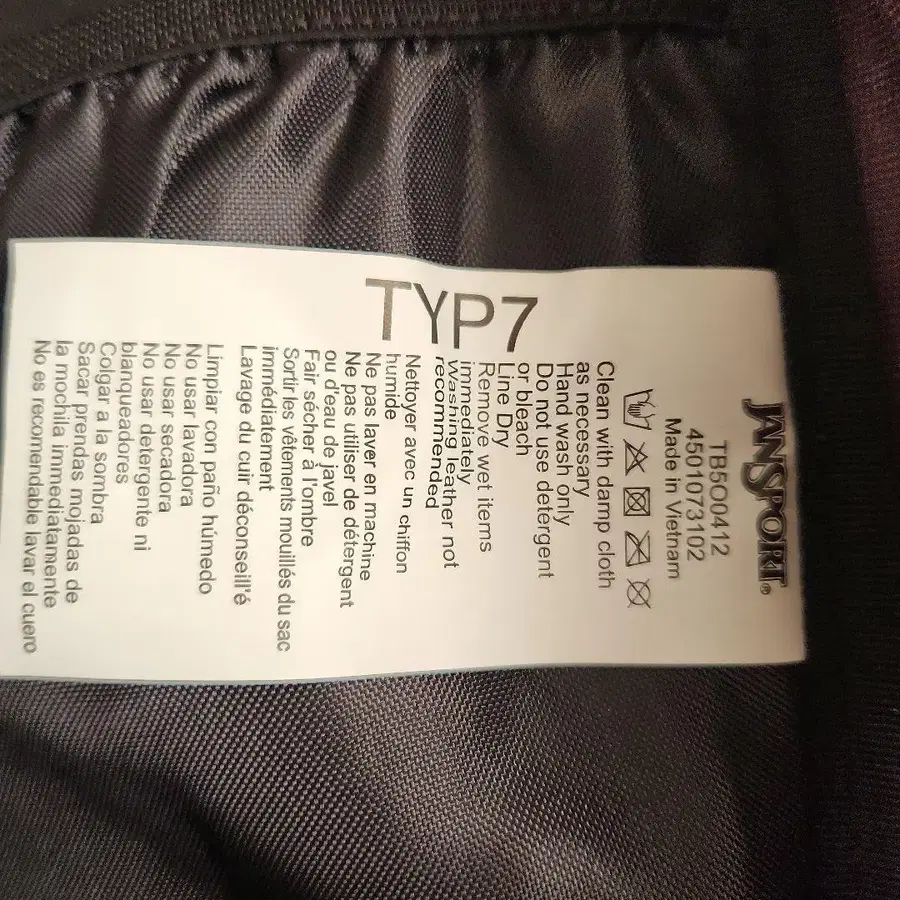 JANSPORT®
TB5O0412
4501073102
Made in Vietnam
Clean with damp cloth
as necessary
Hand wash only
Do not use detergent
or bleach
Line Dry
Remove wet items
immediately
Washing leather not
recommended
Nettoyer avec un chiffon
humide
Ne pas laver en machine
Ne pas utiliser de détergent
ou d'eau de javel
Fair sécher à l'ombre
Sortir les vêtements mouillés du sac
immédiatement
Lavage du cuir déconseill'é
Limpiar con paño húmedo
No usar lavadora
No usar secadora
No usar detergente ni
blanqueadores
Colgar a la sombra
Sacar prendas mojadas de
la mochila immediatamente
No es recomendable lavar el cuero
TYP7